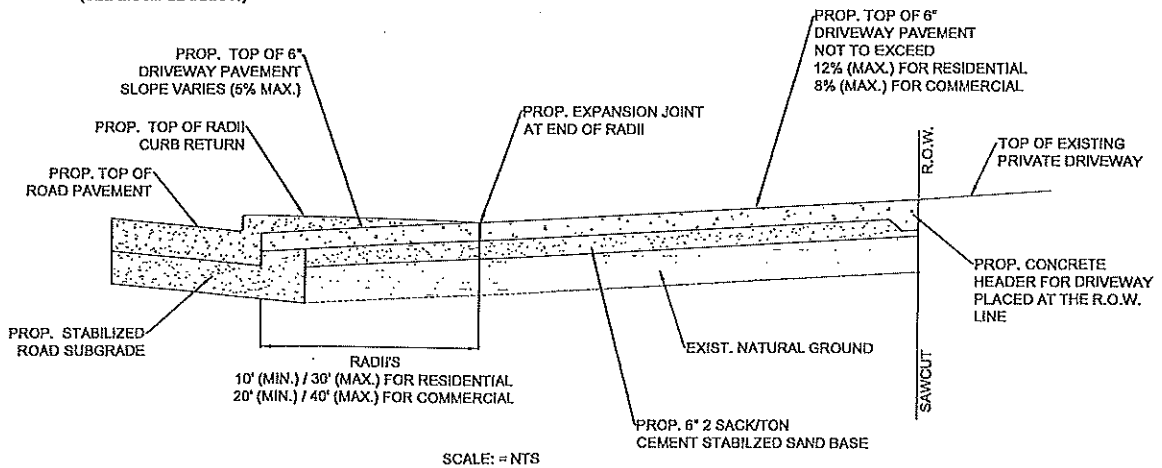 PROP. TOP OF 6"
DRIVEWAY PAVEMENT
NOT TO EXCEED
12% (MAX.) FOR RESIDENTIAL
8% (MAX.) FOR COMMERCIAL
PROP. TOP OF 6"
DRIVEWAY PAVEMENT
SLOPE VARIES (5% MAX.)
PROP. EXPANSION JOINT
AT END OF RADII
PROP. TOP OF RADII
CURB RETURN
R.O.W.
TOP OF EXISTING
PRIVATE DRIVEWAY
PROP. TOP OF
ROAD PAVEMENT
PROP. CONCRETE
HEADER FOR DRIVEWAY
PLACED AT THE R.O.W.
LINE
PROP. STABILIZED
ROAD SUBGRADE
EXIST. NATURAL GROUND
RADII'S
10' (MIN.) / 30' (MAX.) FOR RESIDENTIAL
20' (MIN.) / 40' (MAX.) FOR COMMERCIAL
SAWCUT
PROP. 6" 2 SACK/TON
CEMENT STABILZED SAND BASE
SCALE: = NTS